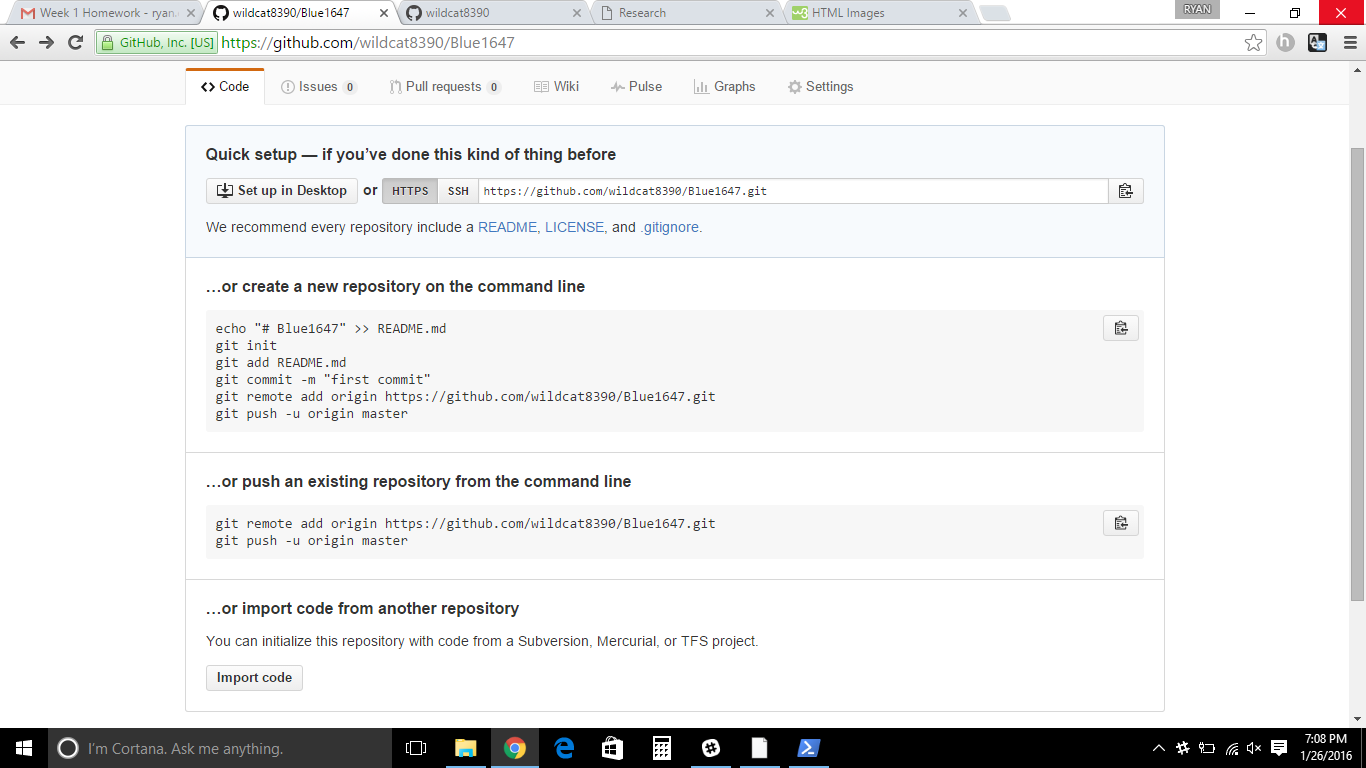 Week 1 Homework - ryan.
wildcat8390/Blue1647
wildcat8390
Research
w3
HTML Images
RYAN
GitHub, Inc. [US]
https://github.com/wildcat8390/Blue1647
h
Code
Issues 0
Pull requests 0
Wiki
Pulse
Graphs
Settings
Quick setup — if you’ve done this kind of thing before
Set up in Desktop or HTTPS SSH https://github.com/wildcat8390/Blue1647.git
We recommend every repository include a README, LICENSE, and .gitignore.
…or create a new repository on the command line
echo "# Blue1647" >> README.md
git init
git add README.md
git commit -m "first commit"
git remote add origin https://github.com/wildcat8390/Blue1647.git
git push -u origin master
…or push an existing repository from the command line
git remote add origin https://github.com/wildcat8390/Blue1647.git
git push -u origin master
…or import code from another repository
You can initialize this repository with code from a Subversion, Mercurial, or TFS project.
Import code
I’m Cortana. Ask me anything.
7:08 PM
1/26/2016